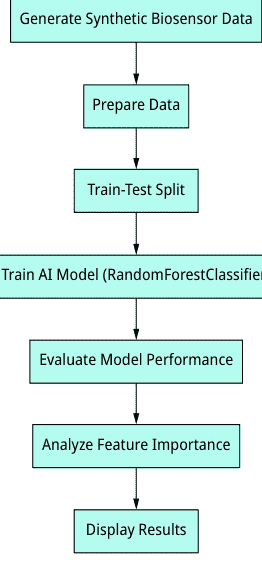 Generate Synthetic Biosensor Data
Prepare Data
Train-Test Split
Train AI Model (RandomForestClassifier
Evaluate Model Performance
Analyze Feature Importance
Display Results